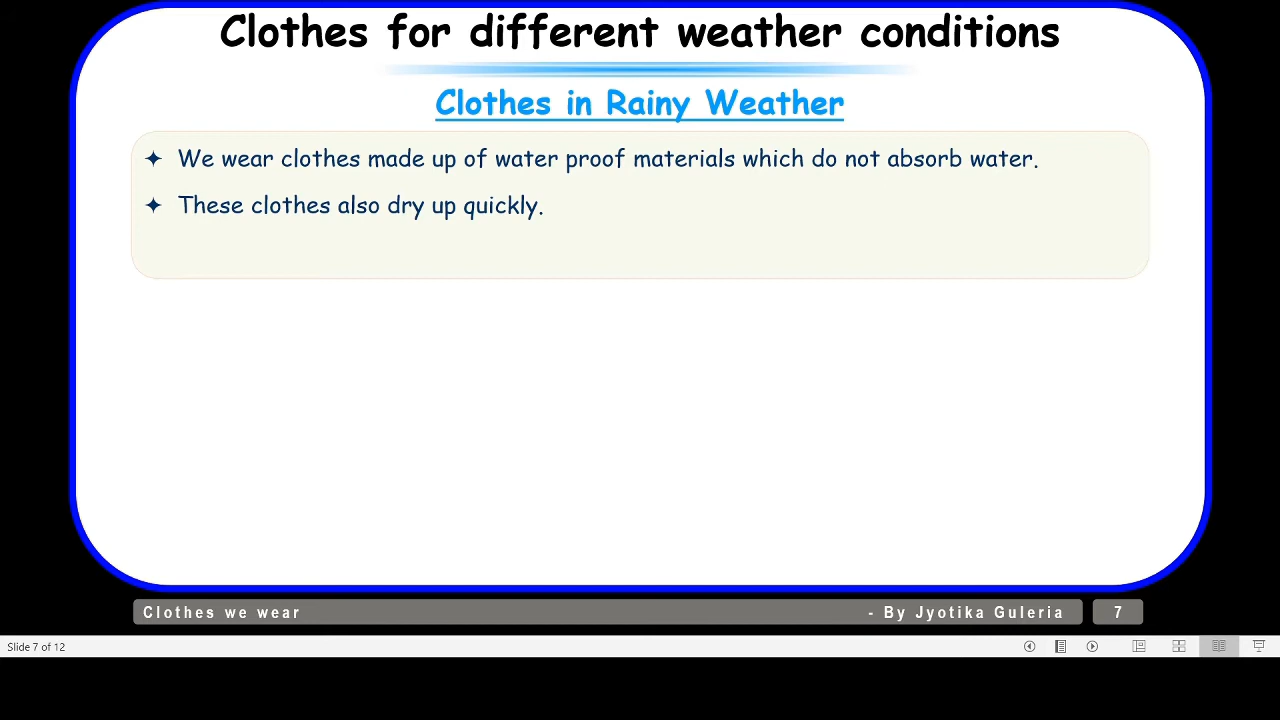 Clothes for different weather conditions
Clothes in Rainy Weather
✦ We wear clothes made up of water proof materials which do not absorb water.
✦ These clothes also dry up quickly.
Clothes we wear - By Jyotika Guleria 7
Slide 7 of 12